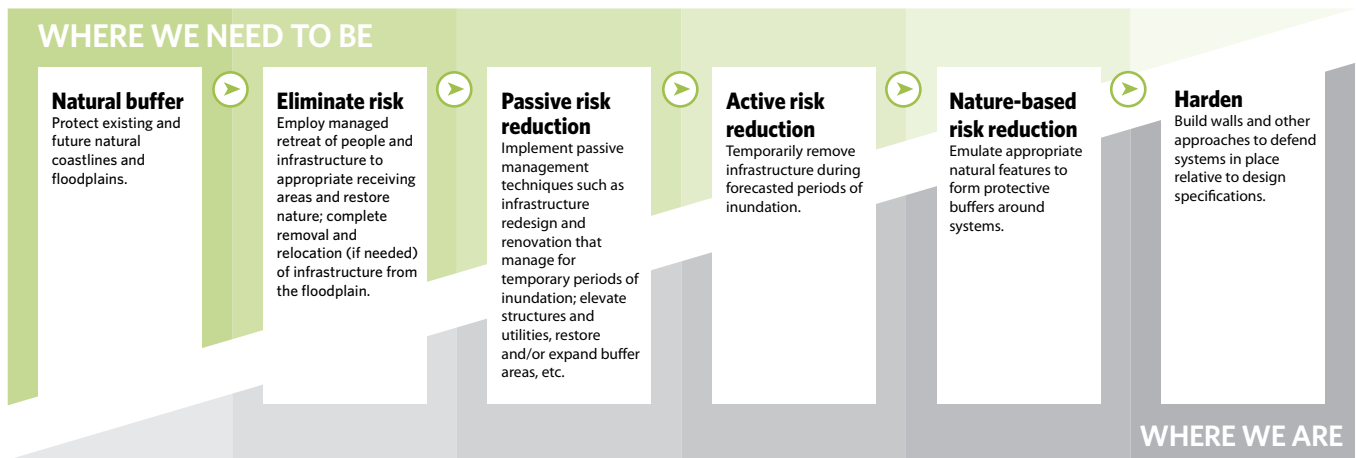 WHERE WE NEED TO BE
Natural buffer
Protect existing and
future natural
coastlines and
floodplains.
Eliminate risk
Employ managed
retreat of people and
infrastructure to
appropriate receiving
areas and restore
nature; complete
removal and
relocation (if needed)
of infrastructure from
the floodplain.
Passive risk
reduction
Implement passive
management
techniques such as
infrastructure
redesign and
renovation that
manage for
temporary periods of
inundation; elevate
structures and
utilities, restore
and/or expand buffer
areas, etc.
Active risk
reduction
Temporarily remove
infrastructure during
forecasted periods of
inundation.
Nature-based
risk reduction
Emulate appropriate
natural features to
form protective
buffers around
systems.
Harden
Build walls and other
approaches to defend
systems in place
relative to design
specifications.
WHERE WE ARE